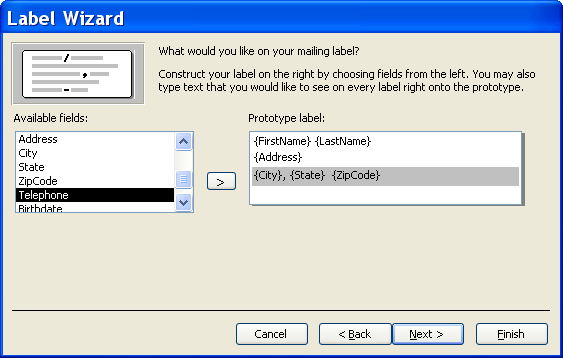 Label Wizard
What would you like on your mailing label?
Construct your label on the right by choosing fields from the left. You may also
type text that you would like to see on every label right onto the prototype.
Available fields:
Address
City
State
ZipCode
Telephone
Birthdate
>
Prototype label:
{FirstName} {LastName}
{Address}
{City}, {State}  {ZipCode}
Cancel
< Back
Next >
Finish